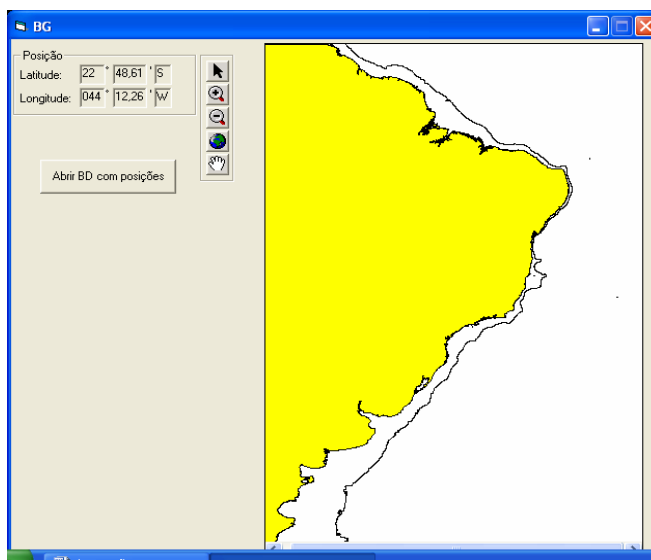 BG
Posição
Latitude: 22 ° 48,61 ' S
Longitude: 044 ° 12,26 ' W
Abrir BD com posições